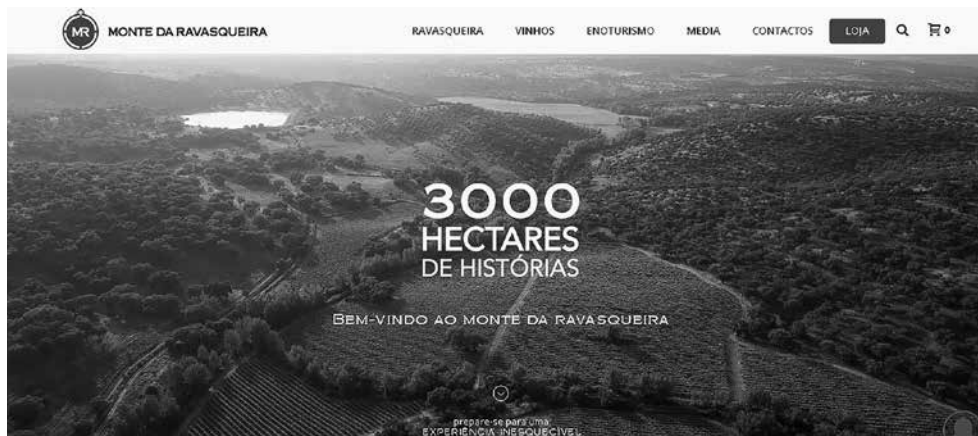 MR
MONTE DA RAVASQUEIRA
RAVASQUEIRA VINHOS ENOTURISMO MEDIA CONTACTOS LOJA 0
3000
HECTARES
DE HISTÓRIAS
BEM-VINDO AO MONTE DA RAVASQUEIRA
prepare-se para uma
EXPERIÊNCIA INESQUECÍVEL